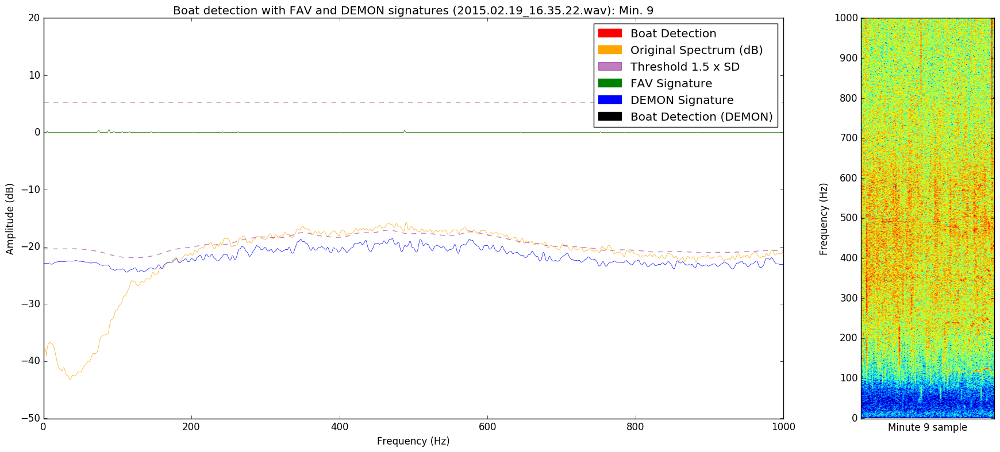 Boat detection with FAV and DEMON signatures (2015.02.19_16.35.22.wav): Min. 9
20
10
0
−10
−20
−30
−40
−50
Amplitude (dB)
0
200
400
600
800
1000
Frequency (Hz)
Boat Detection
Original Spectrum (dB)
Threshold 1.5 x SD
FAV Signature
DEMON Signature
Boat Detection (DEMON)
1000
900
800
700
600
500
400
300
200
100
0
Frequency (Hz)
Minute 9 sample